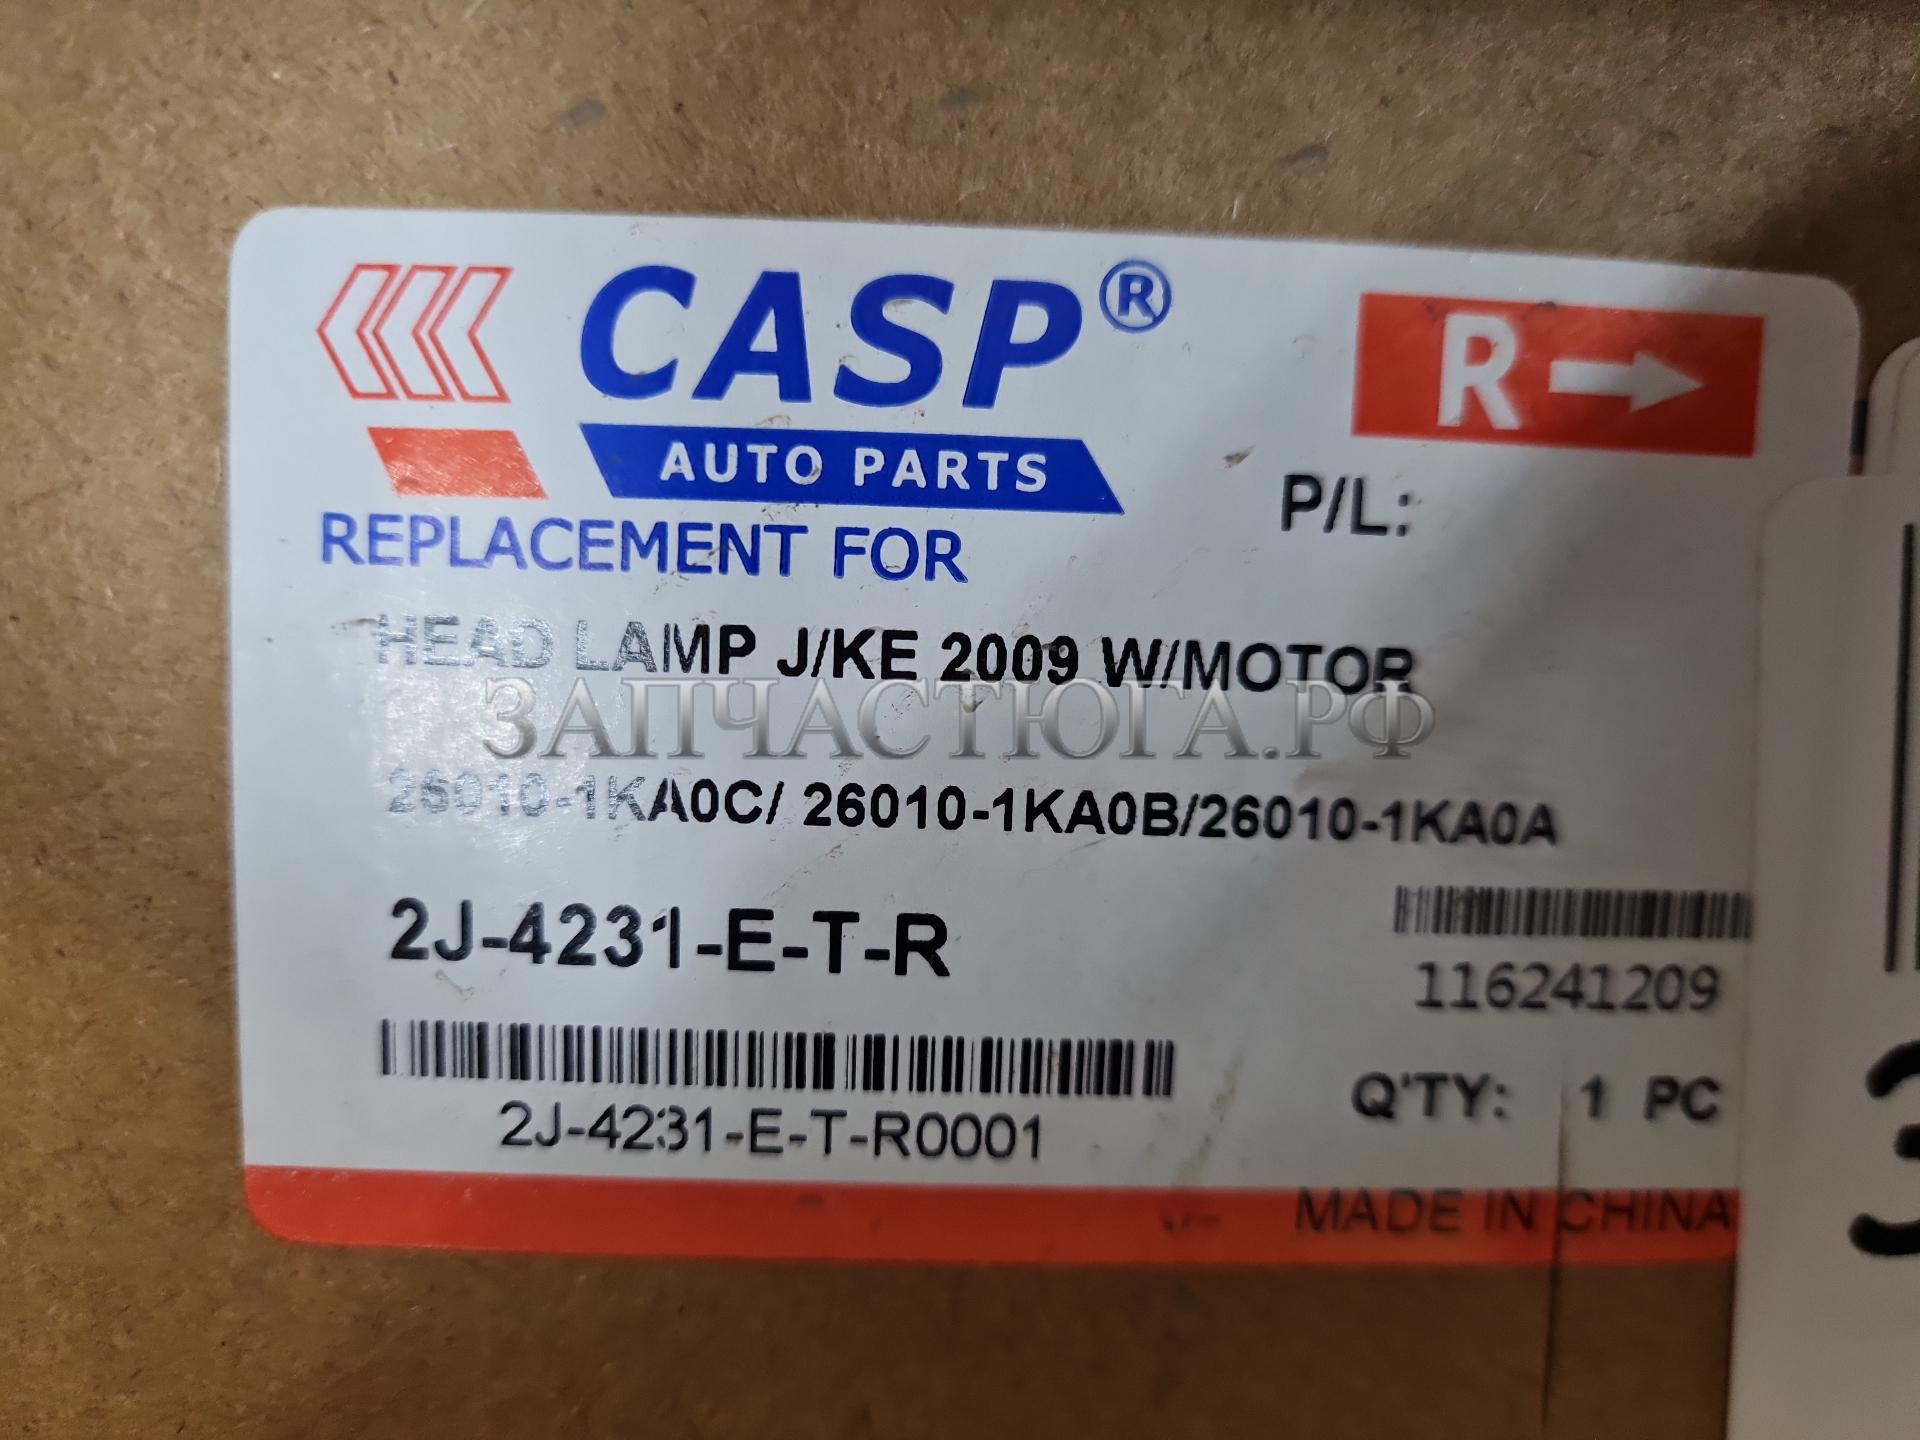 CASP®
R
AUTO PARTS
P/L:
REPLACEMENT FOR
HEAD LAMP J/KE 2009 W/MOTOR
ЗАПЧАСТЮГА.РФ
26010-1KA0C/ 26010-1KA0B/26010-1KA0A
2J-4231-E-T-R
116241209
Q'TY: 1 PC
2J-4231-E-T-R0001
MADE IN CHINA
3